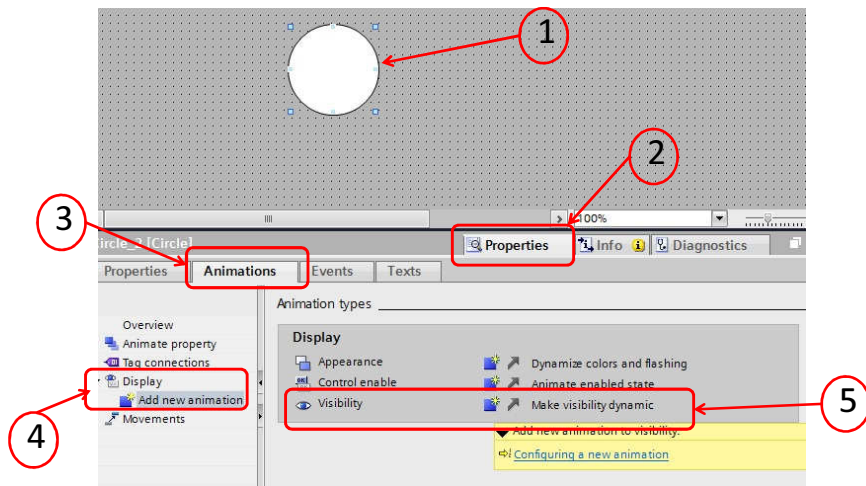 1
2
3
100%
ircle_2 [Circle]
Properties
Info
Diagnostics
Properties
Animations
Events
Texts
Animation types
Overview
Animate property
Tag connections
Display
Add new animation
Movements
4
Display
Appearance
Dynamize colors and flashing
Control enable
Animate enabled state
Visibility
Make visibility dynamic
5
Add new animation to visibility.
Configuring a new animation